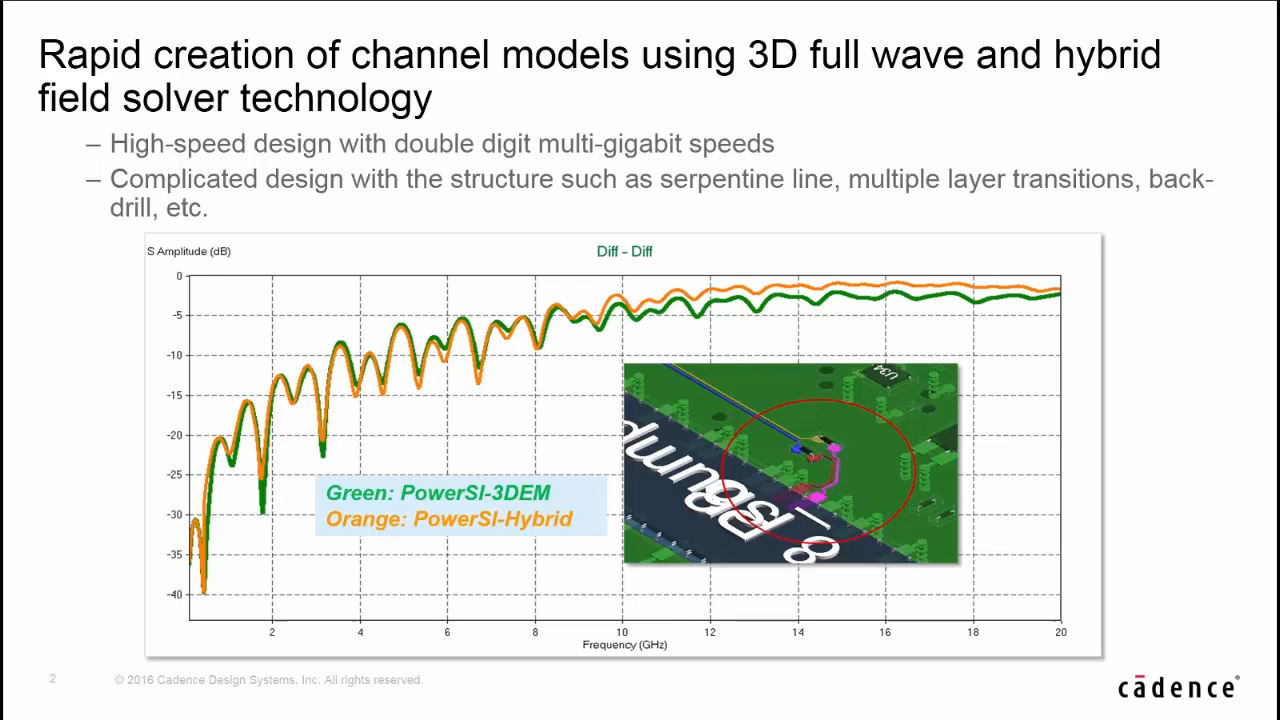 Rapid creation of channel models using 3D full wave and hybrid
field solver technology
– High-speed design with double digit multi-gigabit speeds
– Complicated design with the structure such as serpentine line, multiple layer transitions, back-
drill, etc.
S Amplitude (dB)
Diff - Diff
0
-5
-10
-15
-20
-25
-30
-35
-40
Green: PowerSI-3DEM
Orange: PowerSI-Hybrid
U34
2 4 6 8 10 12 14 16 18 20
Frequency (GHz)
2
© 2016 Cadence Design Systems, Inc. All rights reserved.
cādence®